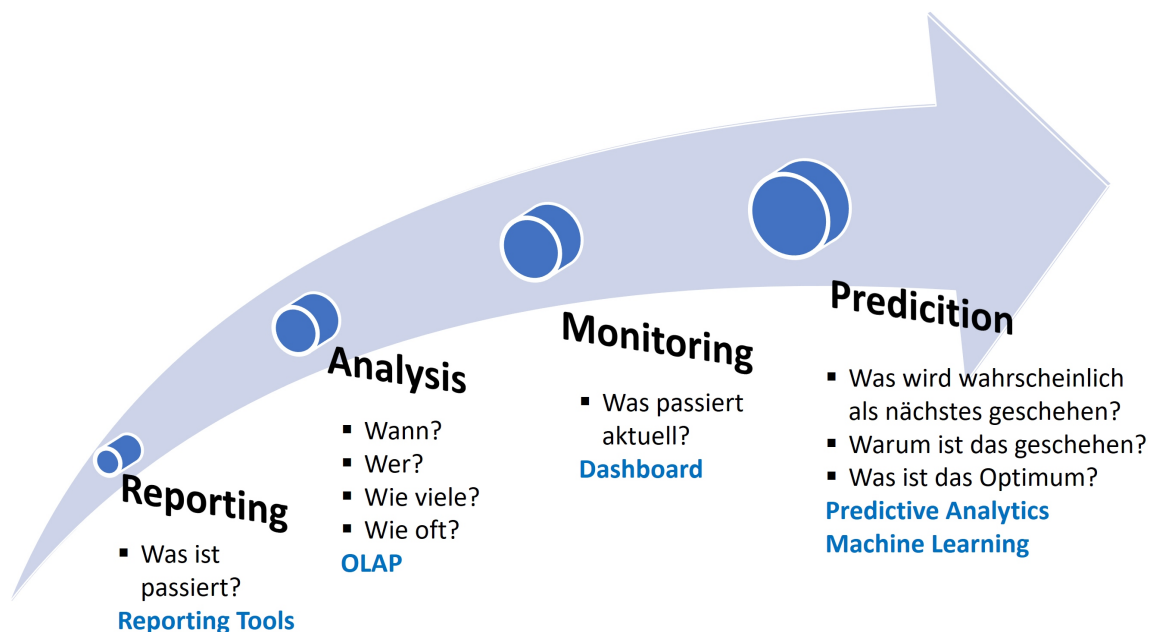 Reporting
▪ Was ist
passiert?
Reporting Tools
Analysis
▪ Wann?
▪ Wer?
▪ Wie viele?
▪ Wie oft?
OLAP
Monitoring
▪ Was passiert
aktuell?
Dashboard
Predicition
▪ Was wird wahrscheinlich
als nächstes geschehen?
▪ Warum ist das geschehen?
▪ Was ist das Optimum?
Predictive Analytics
Machine Learning